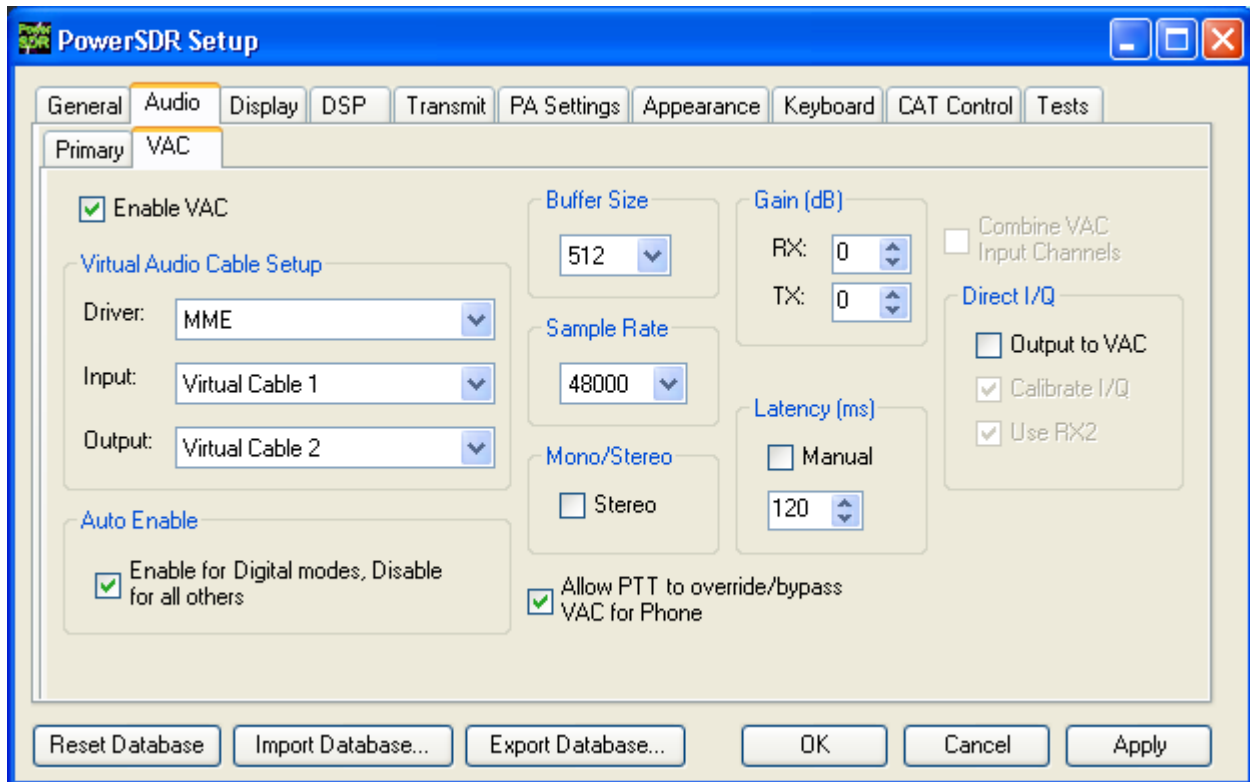 Power SDR PowerSDR Setup
General Audio Display DSP Transmit PA Settings Appearance Keyboard CAT Control Tests
Primary VAC
Enable VAC
Virtual Audio Cable Setup
Driver: MME
Input: Virtual Cable 1
Output: Virtual Cable 2
Auto Enable
Enable for Digital modes, Disable
for all others
Buffer Size
512
Sample Rate
48000
Mono/Stereo
Stereo
Allow PTT to override/bypass
VAC for Phone
Gain (dB)
RX: 0
TX: 0
Latency (ms)
Manual
120
Combine VAC
Input Channels
Direct I/Q
Output to VAC
Calibrate I/Q
Use RX2
Reset Database Import Database... Export Database... OK Cancel Apply